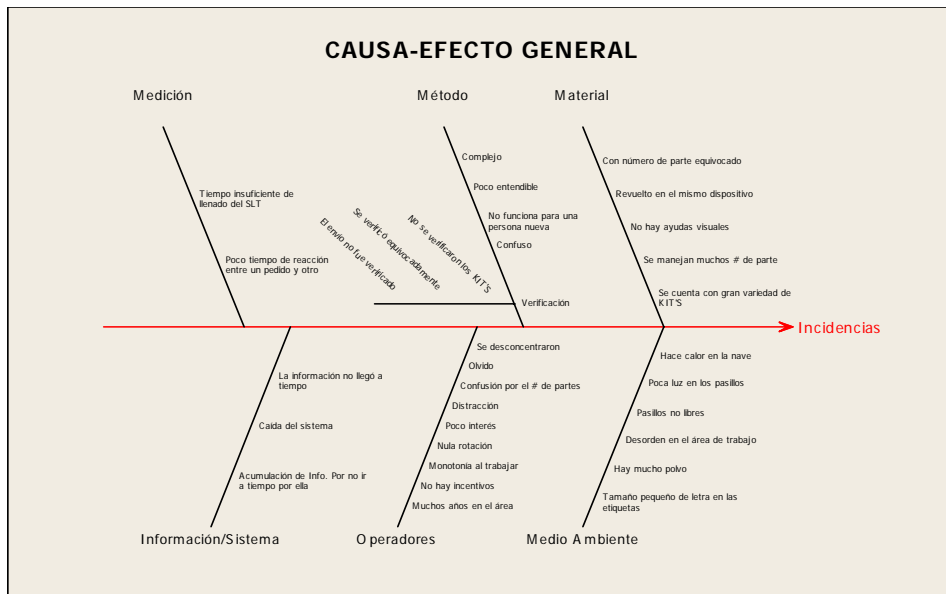 CAUSA-EFECTO GENERAL
Medición
Método
Material
Tiempo insuficiente de
llenado del SLT
Poco tiempo de reacción
entre un pedido y otro
Complejo
Poco entendible
No funciona para una
persona nueva
Confuso
Verificación
No se verificaron los KIT'S
Se verificó equivocadamente
El envío no fue verificado
Con número de parte equivocado
Revuelto en el mismo dispositivo
No hay ayudas visuales
Se manejan muchos # de parte
Se cuenta con gran variedad de
KIT'S
Incidencias
La información no llegó a
tiempo
Caída del sistema
Acumulación de Info. Por no ir
a tiempo por ella
Se desconcentraron
Olvido
Confusión por el # de partes
Distracción
Poco interés
Nula rotación
Monotonía al trabajar
No hay incentivos
Muchos años en el área
Hace calor en la nave
Poca luz en los pasillos
Pasillos no libres
Desorden en el área de trabajo
Hay mucho polvo
Tamaño pequeño de letra en las
etiquetas
Información/Sistema
Operadores
Medio Ambiente